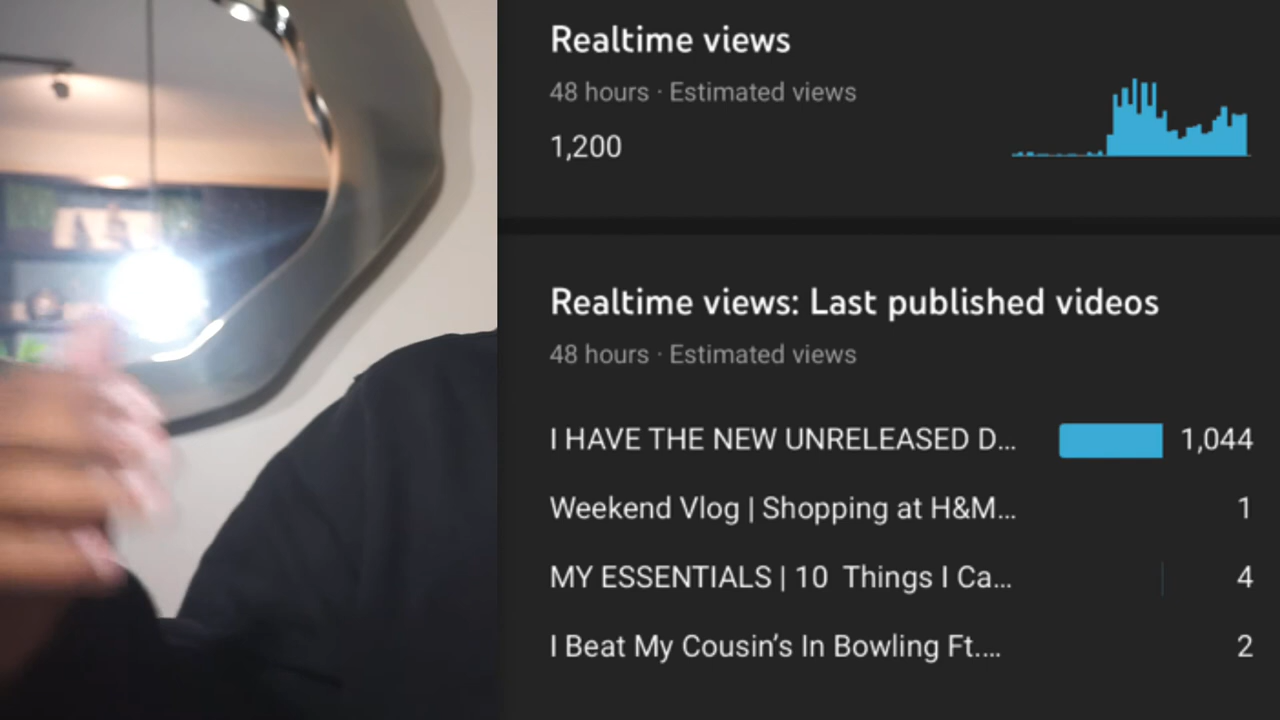 Realtime views
48 hours · Estimated views
1,200
Realtime views: Last published videos
48 hours · Estimated views
I HAVE THE NEW UNRELEASED D... 1,044
Weekend Vlog | Shopping at H&M... 1
MY ESSENTIALS | 10 Things I Ca... 4
I Beat My Cousin’s In Bowling Ft.... 2